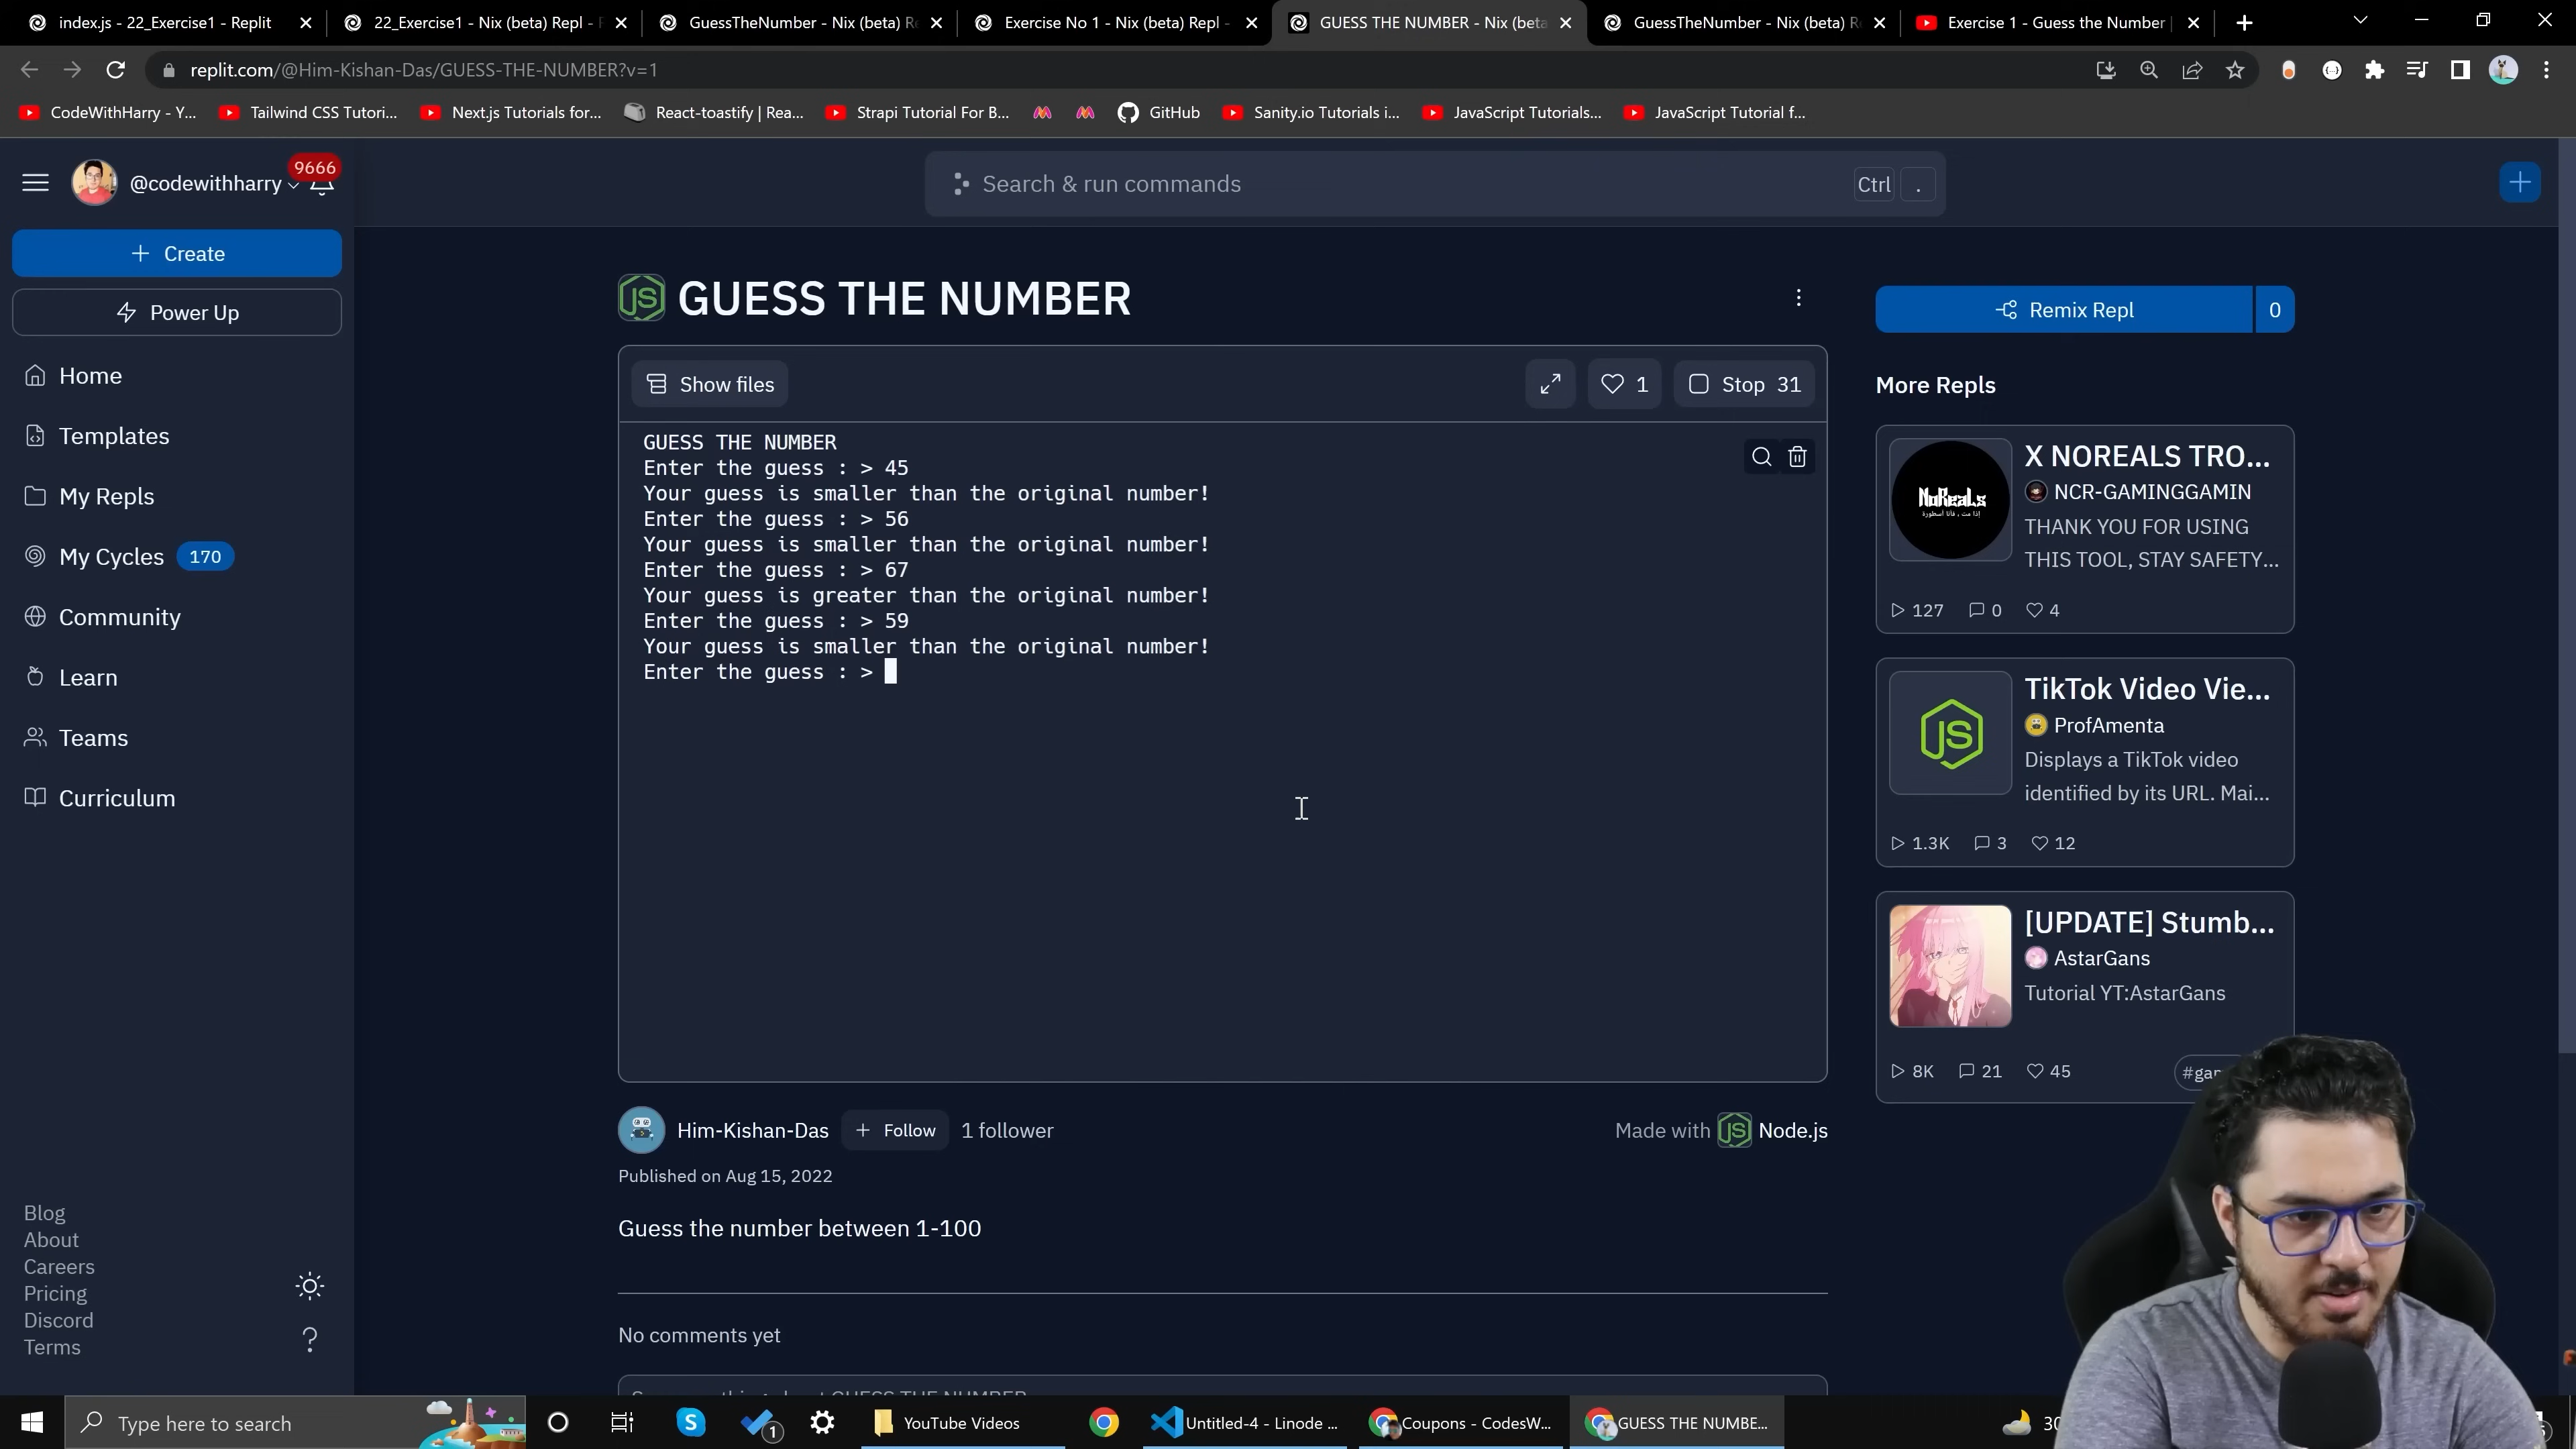 index.js - 22_Exercise1 - Replit
22_Exercise1 - Nix (beta) Repl - R
GuessTheNumber - Nix (beta) Re
Exercise No 1 - Nix (beta) Repl -
GUESS THE NUMBER - Nix (beta
GuessTheNumber - Nix (beta) Re
Exercise 1 - Guess the Number |
replit.com/@Him-Kishan-Das/GUESS-THE-NUMBER?v=1
CodeWithHarry - Y...
Tailwind CSS Tutori...
Next.js Tutorials for...
React-toastify | Rea...
Strapi Tutorial For B...
GitHub
Sanity.io Tutorials i...
JavaScript Tutorials...
JavaScript Tutorial f...
@codewithharry
9666
Search & run commands
Ctrl .
Create
Power Up
Home
Templates
My Repls
My Cycles 170
Community
Learn
Teams
Curriculum
Blog
About
Careers
Pricing
Discord
Terms
?
JS GUESS THE NUMBER
Show files
1
Stop 31
GUESS THE NUMBER
Enter the guess : > 45
Your guess is smaller than the original number!
Enter the guess : > 56
Your guess is smaller than the original number!
Enter the guess : > 67
Your guess is greater than the original number!
Enter the guess : > 59
Your guess is smaller than the original number!
Enter the guess : >
Him-Kishan-Das
+ Follow
1 follower
Made with JS Node.js
Published on Aug 15, 2022
Guess the number between 1-100
No comments yet
Remix Repl 0
More Repls
X NOREALS TRO...
NCR-GAMINGGAMIN
THANK YOU FOR USING
THIS TOOL, STAY SAFETY...
127 0 4
JS
TikTok Video Vie...
ProfAmenta
Displays a TikTok video
identified by its URL. Mai...
1.3K 3 12
[UPDATE] Stumb...
AstarGans
Tutorial YT:AstarGans
8K 21 45
#gam
Type here to search
1
YouTube Videos
Untitled-4 - Linode ...
Coupons - CodesW...
GUESS THE NUMBE...
30